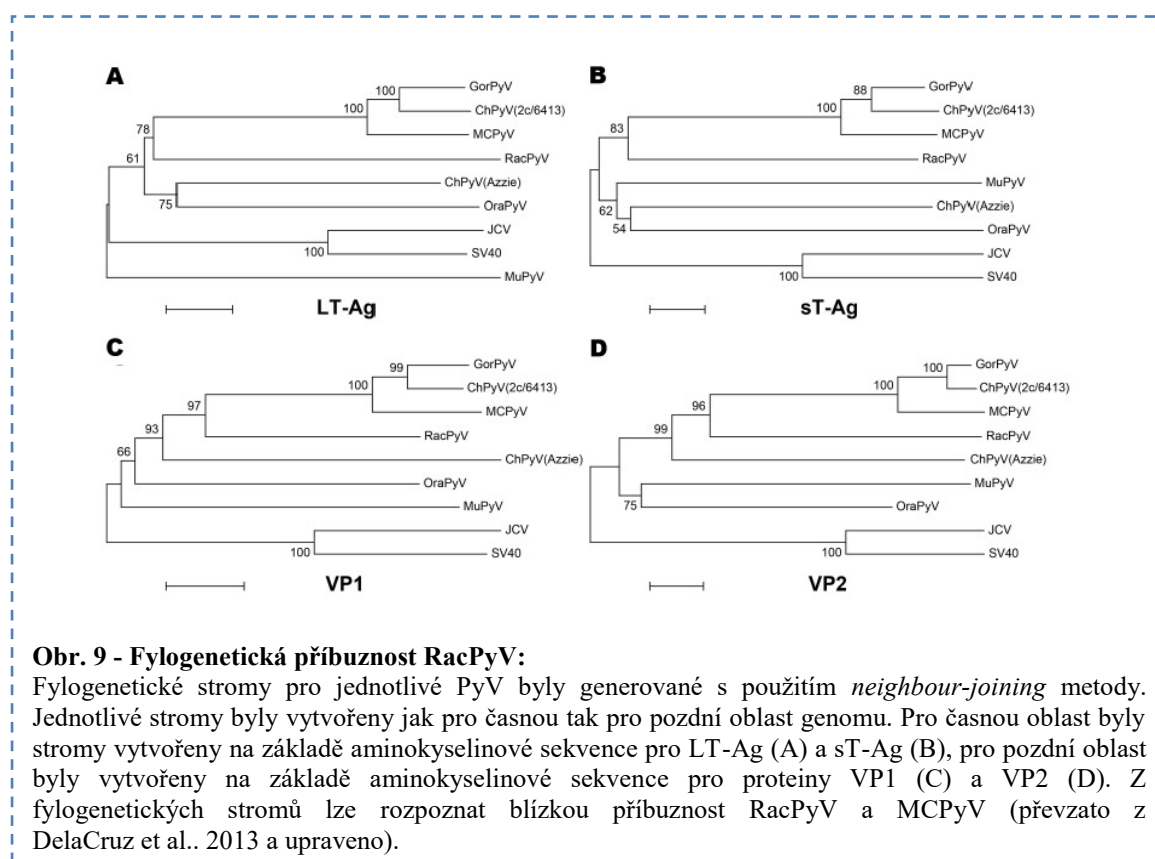 A
100
GorPyV
100
ChPyV(2c/6413)
78
MCPyV
61
RacPyV
ChPyV(Azzie)
75
OraPyV
JCV
100
SV40
MuPyV
LT-Ag
B
88
GorPyV
100
ChPyV(2c/6413)
83
MCPyV
RacPyV
MuPyV
62
ChPyV(Azzie)
54
OraPyV
JCV
100
SV40
sT-Ag
C
99
GorPyV
100
ChPyV(2c/6413)
97
MCPyV
93
RacPyV
66
ChPyV(Azzie)
OraPyV
MuPyV
JCV
100
SV40
VP1
D
100
GorPyV
100
ChPyV(2c/6413)
96
MCPyV
99
RacPyV
ChPyV(Azzie)
MuPyV
75
OraPyV
JCV
100
SV40
VP2
Obr. 9 - Fylogenetická příbuznost RacPyV:
Fylogenetické stromy pro jednotlivé PyV byly generované s použitím neighbour-joining metody.
Jednotlivé stromy byly vytvořeny jak pro časnou tak pro pozdní oblast genomu. Pro časnou oblast byly
stromy vytvořeny na základě aminokyselinové sekvence pro LT-Ag (A) a sT-Ag (B), pro pozdní oblast
byly vytvořeny na základě aminokyselinové sekvence pro proteiny VP1 (C) a VP2 (D). Z
fylogenetických stromů lze rozpoznat blízkou příbuznost RacPyV a MCPyV (převzato z
DelaCruz et al.. 2013 a upraveno).